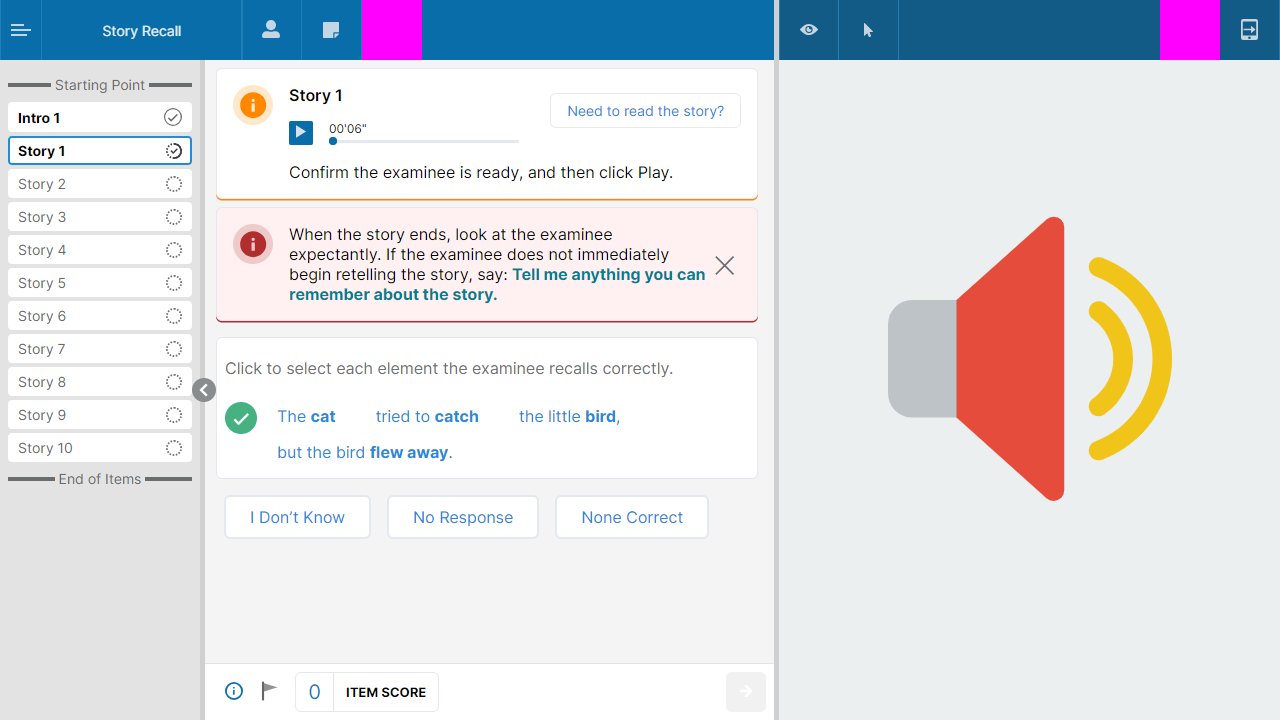 Story Recall
Starting Point
Intro 1
Story 1
Story 2
Story 3
Story 4
Story 5
Story 6
Story 7
Story 8
Story 9
Story 10
End of Items
Story 1
Need to read the story?
00'06"
Confirm the examinee is ready, and then click Play.
When the story ends, look at the examinee
expectantly. If the examinee does not immediately
begin retelling the story, say: Tell me anything you can
remember about the story.
Click to select each element the examinee recalls correctly.
The cat tried to catch the little bird,
but the bird flew away.
I Don’t Know No Response None Correct
0 ITEM SCORE